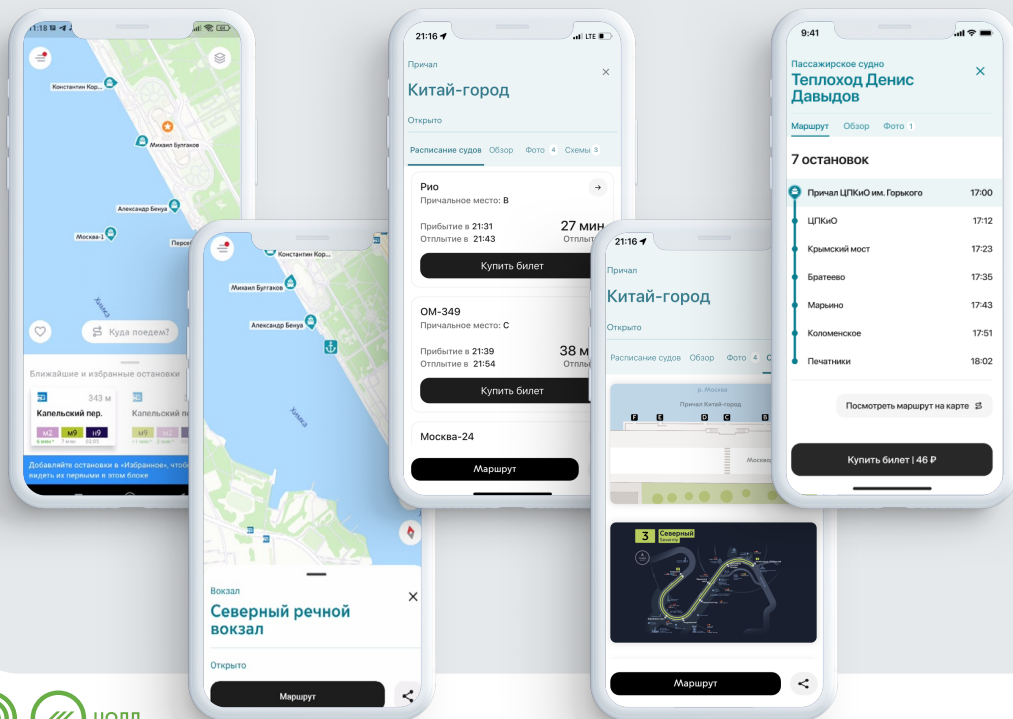 11:18
Константин Кор...
Михаил Булгаков
Александр Бенуа
Москва-1
Химка
Куда поедем?
Ближайшие и избранные остановки
343 м
Капельский пер.
м2 м9 н9
Добавляйте остановки в «Избранное», чтобы
видеть их первыми в этом блоке
Константин Кор...
Михаил Булгаков
Александр Бенуа
Химка
Вокзал
Северный речной
вокзал
Открыто
Маршрут
21:16
LTE
Причал
Китай-город
Открыто
Расписание судов Обзор Фото 4 Схемы 3
Рио
Причальное место: B
Прибытие в 21:31
27 мин
Отплытие в 21:43
Купить билет
ОМ-349
Причальное место: C
Прибытие в 21:39
38 м
Отплытие в 21:54
Купить билет
Москва-24
Маршрут
21:16
Причал
Китай-город
Открыто
Расписание судов Обзор Фото 4
р. Москва
Причал Китай-город
F E D C B
3 Северный
Маршрут
9:41
Пассажирское судно
Теплоход Денис
Давыдов
Маршрут Обзор Фото 1
7 остановок
Причал ЦПКиО им. Горького 17:00
ЦПКиО 17:12
Крымский мост 17:23
Братеево 17:35
Марьино 17:43
Коломенское 17:51
Печатники 18:02
Посмотреть маршрут на карте
Купить билет | 46 ₽